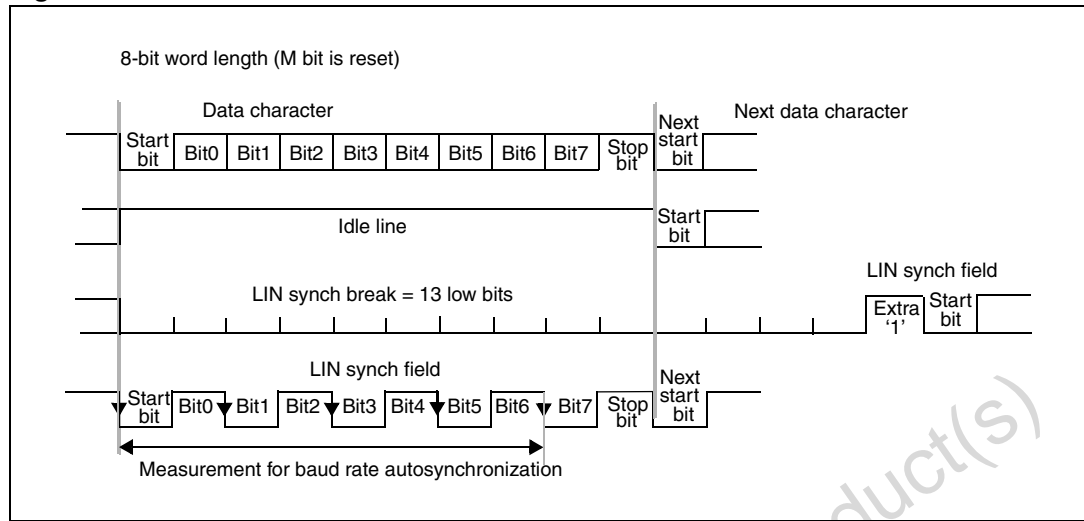 8-bit word length (M bit is reset)
Data character
Next data character
Start bit Bit0 Bit1 Bit2 Bit3 Bit4 Bit5 Bit6 Bit7 Stop bit Next start bit
Idle line
Start bit
LIN synch field
LIN synch break = 13 low bits
Extra ‘1’ Start bit
LIN synch field
Start bit Bit0 Bit1 Bit2 Bit3 Bit4 Bit5 Bit6 Bit7 Stop bit Next start bit
Measurement for baud rate autosynchronization
duct(s)